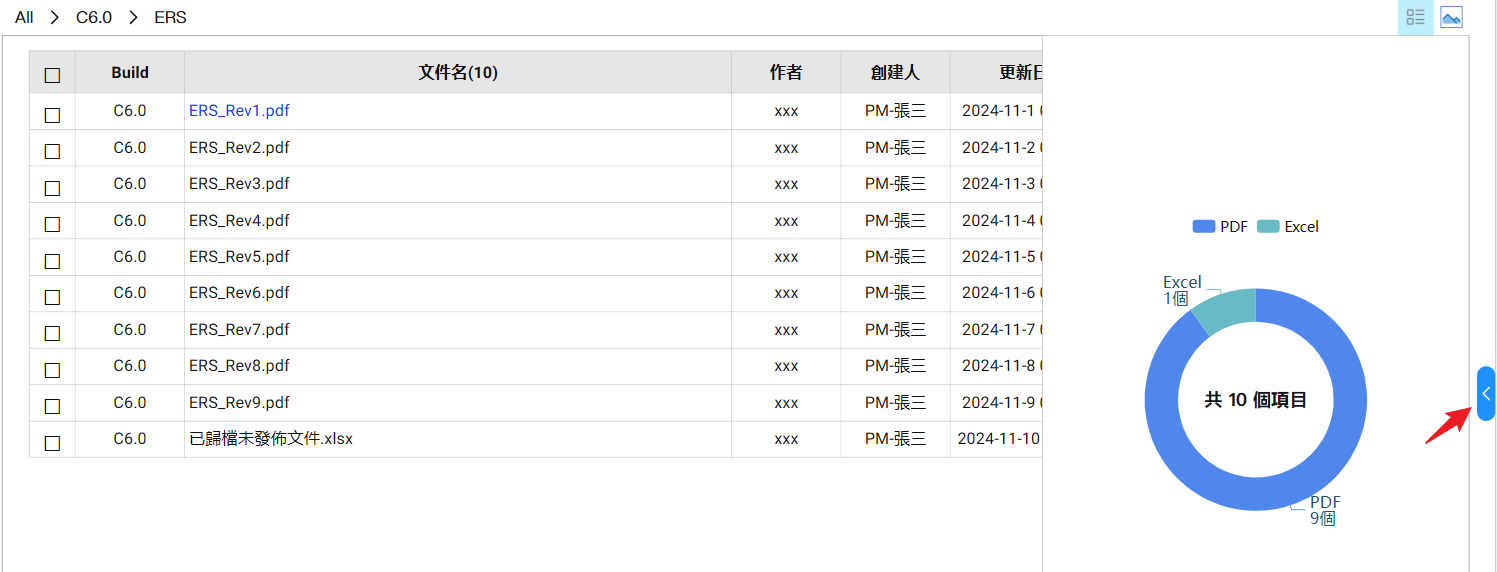 All > C6.0 > ERS
Build 文件名(10) 作者 創建人 更新日
C6.0 ERS_Rev1.pdf xxx PM-張三 2024-11-1
C6.0 ERS_Rev2.pdf xxx PM-張三 2024-11-2
C6.0 ERS_Rev3.pdf xxx PM-張三 2024-11-3
C6.0 ERS_Rev4.pdf xxx PM-張三 2024-11-4
C6.0 ERS_Rev5.pdf xxx PM-張三 2024-11-5
C6.0 ERS_Rev6.pdf xxx PM-張三 2024-11-6
C6.0 ERS_Rev7.pdf xxx PM-張三 2024-11-7
C6.0 ERS_Rev8.pdf xxx PM-張三 2024-11-8
C6.0 ERS_Rev9.pdf xxx PM-張三 2024-11-9
C6.0 已歸檔未發佈文件.xlsx xxx PM-張三 2024-11-10
PDF Excel
Excel
1個
共 10 個項目
PDF
9個